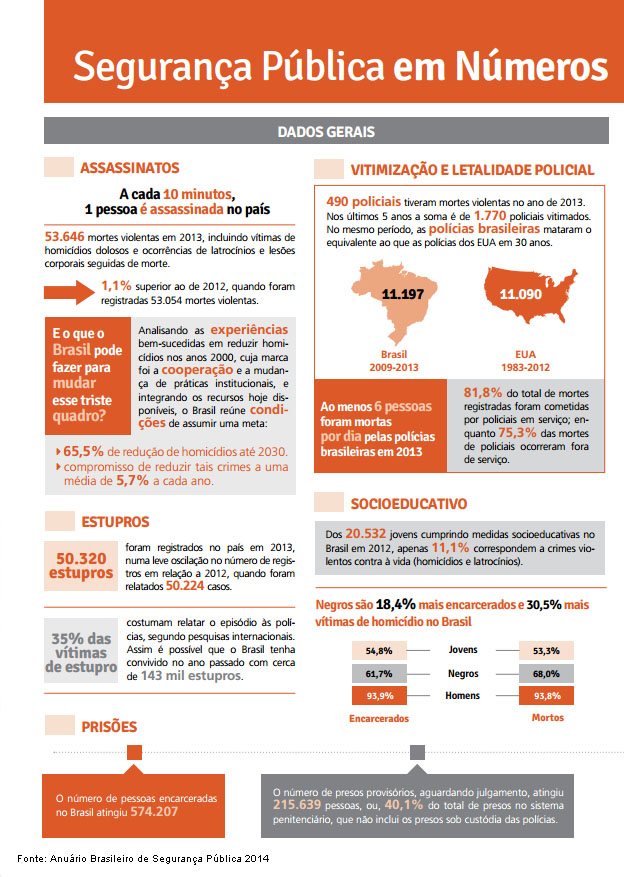 Segurança Pública em Números
DADOS GERAIS
ASSASSINATOS
A cada 10 minutos,
1 pessoa é assassinada no país
53.646 mortes violentas em 2013, incluindo vítimas de
homicídios dolosos e ocorrências de latrocínios e lesões
corporais seguidas de morte.
1,1% superior ao de 2012, quando foram
registradas 53.054 mortes violentas.
E o que o
Brasil pode
fazer para
mudar
esse triste
quadro?
Analisando as experiências
bem-sucedidas em reduzir homi-
cídios nos anos 2000, cuja marca
foi a cooperação e a mudan-
ça de práticas institucionais, e
integrando os recursos hoje dis-
poníveis, o Brasil reúne condi-
ções de assumir uma meta:
65,5% de redução de homicídios até 2030.
compromisso de reduzir tais crimes a uma
média de 5,7% a cada ano.
ESTUPROS
50.320
estupros
foram registrados no país em 2013,
numa leve oscilação no número de regis-
tros em relação a 2012, quando foram
relatados 50.224 casos.
35% das
vítimas
de estupro
costumam relatar o episódio às polí-
cias, segundo pesquisas internacionais.
Assim é possível que o Brasil tenha
convivido no ano passado com cerca
de 143 mil estupros.
VITIMIZAÇÃO E LETALIDADE POLICIAL
490 policiais tiveram mortes violentas no ano de 2013.
Nos últimos 5 anos a soma é de 1.770 policiais vitimados.
No mesmo período, as polícias brasileiras mataram o
equivalente ao que as polícias dos EUA em 30 anos.
11.197
11.090
Brasil
2009-2013
EUA
1983-2012
Ao menos 6 pessoas
foram mortas
por dia pelas polícias
brasileiras em 2013
81,8% do total de mortes
registradas foram cometidas
por policiais em serviço; en-
quanto 75,3% das mortes
de policiais ocorreram fora
de serviço.
SOCIOEDUCATIVO
Dos 20.532 jovens cumprindo medidas socioeducativas no
Brasil em 2012, apenas 11,1% correspondem a crimes vio-
lentos contra à vida (homicídios e latrocínios).
Negros são 18,4% mais encarcerados e 30,5% mais
vítimas de homicídio no Brasil
54,8% Jovens 53,3%
61,7% Negros 68,0%
93,9% Homens 93,8%
Encarcerados Mortos
PRISÕES
O número de pessoas encarceradas
no Brasil atingiu 574.207
O número de presos provisórios, aguardando julgamento, atingiu
215.639 pessoas, ou, 40,1% do total de presos no sistema
penitenciário, que não inclui os presos sob custódia das polícias.
Fonte: Anuário Brasileiro de Segurança Pública 2014